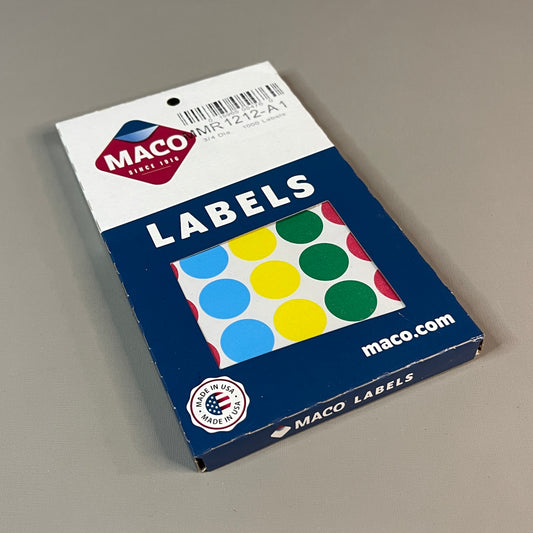 MACO
SINCE 1916
MMR1212-A1
3/4 Dia. 1000 Labels
LABELS
maco.com
MADE IN USA
MADE IN USA
MACO LABELS